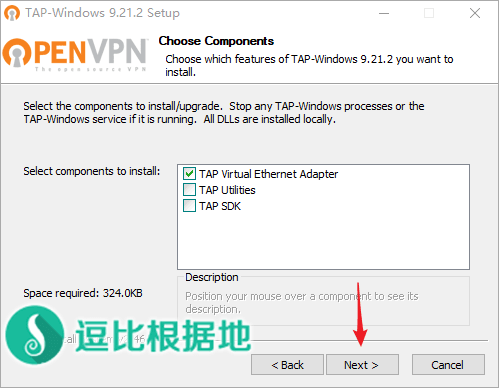 TAP-Windows 9.21.2 Setup
OPENVPN™
The open source VPN
Choose Components
Choose which features of TAP-Windows 9.21.2 you want to
install.
Select the components to install/upgrade. Stop any TAP-Windows processes or the
TAP-Windows service if it is running. All DLLs are installed locally.
Select components to install:
TAP Virtual Ethernet Adapter
TAP Utilities
TAP SDK
Description
Position your mouse over a component to see its
description.
Space required: 324.0KB
逗比根据地
< Back
Next >
Cancel